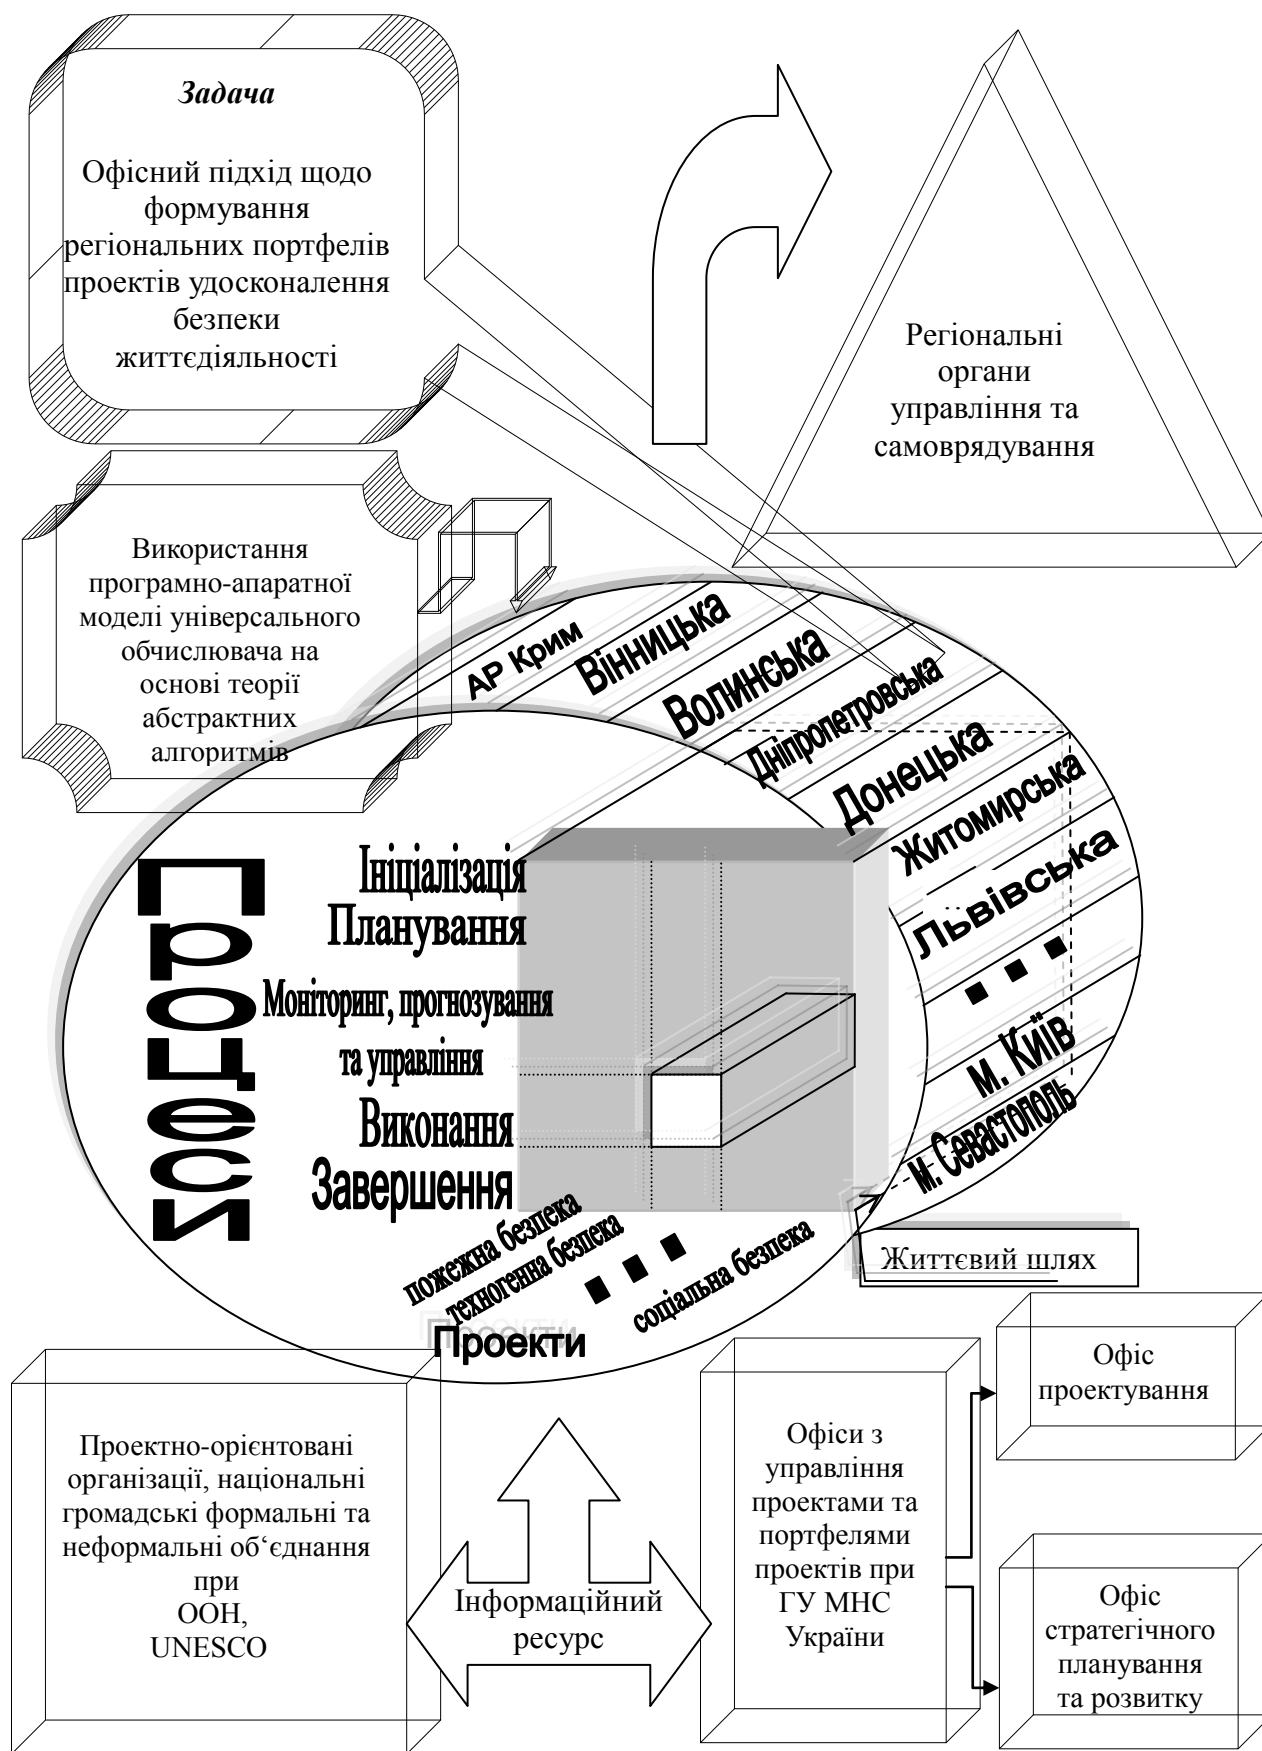 Задача
Офісний підхід щодо
формування
регіональних портфелів
проектів удосконалення
безпеки
життєдіяльності
Регіональні
органи
управління та
самоврядування
Використання
програмно-апаратної
моделі універсального
обчислювача на
основі теорії
абстрактних
алгоритмів
АР Крим
Вінницька
Волинська
Дніпропетровська
Донецька
Житомирська
Львівська
м. Київ
м. Севастополь
Процеси
Ініціалізація
Планування
Моніторинг, прогнозування
та управління
Виконання
Завершення
пожежна безпека
техногенна безпека
соціальна безпека
Проекти
Життєвий шлях
Проектно-орієнтовані
організації, національні
громадські формальні та
неформальні об‘єднання
при
ООН,
UNESCO
Інформаційний
ресурс
Офіси з
управління
проектами та
портфелями
проектів при
ГУ МНС
України
Офіс
проектування
Офіс
стратегічного
планування
та розвитку